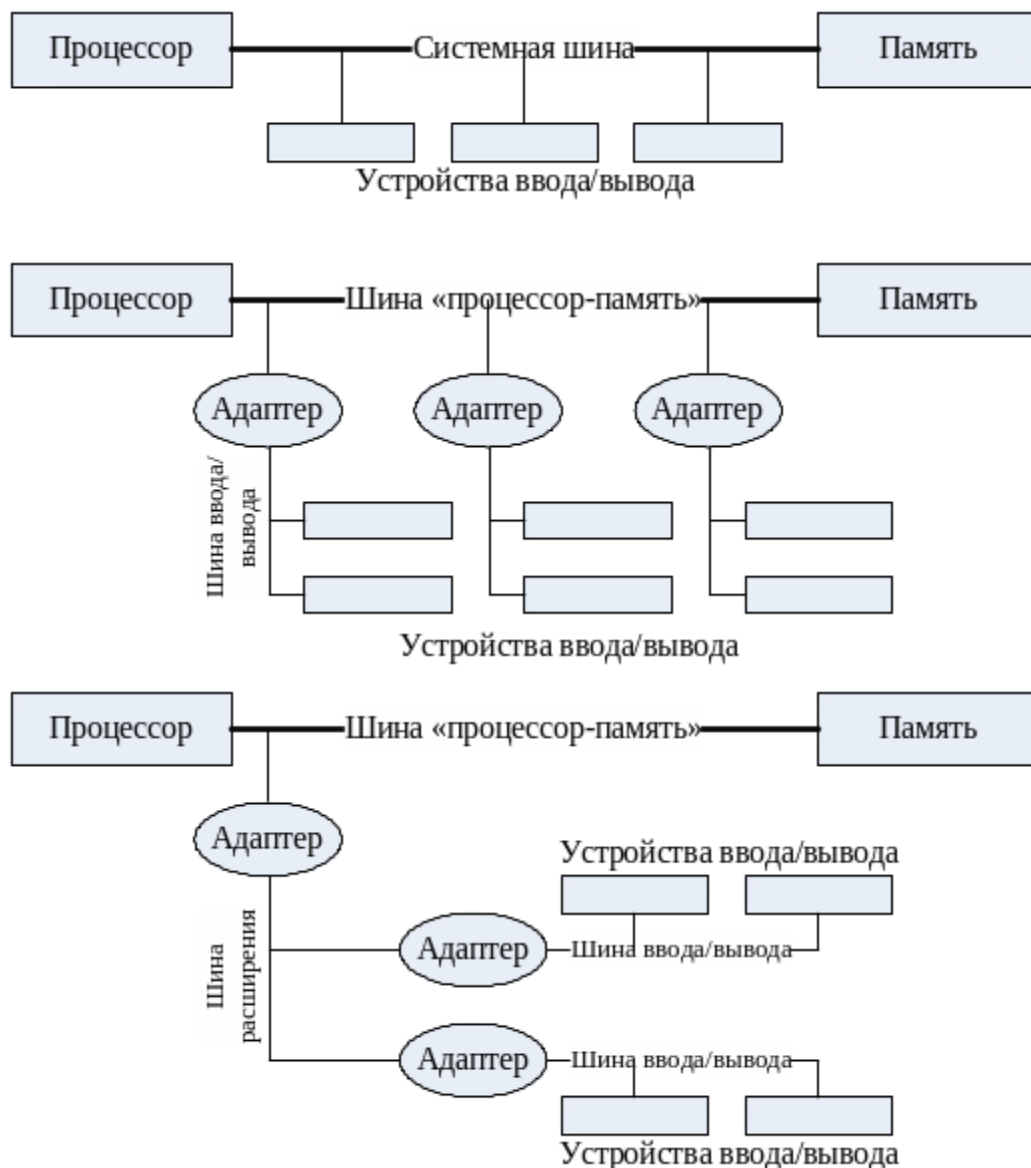 Процессор
Системная шина
Память
Устройства ввода/вывода
Процессор
Шина «процессор-память»
Память
Адаптер
Адаптер
Адаптер
Шина ввода/
вывода
Устройства ввода/вывода
Процессор
Шина «процессор-память»
Память
Адаптер
Устройства ввода/вывода
Шина
расширения
Адаптер
Шина ввода/вывода
Адаптер
Шина ввода/вывода
Устройства ввода/вывода